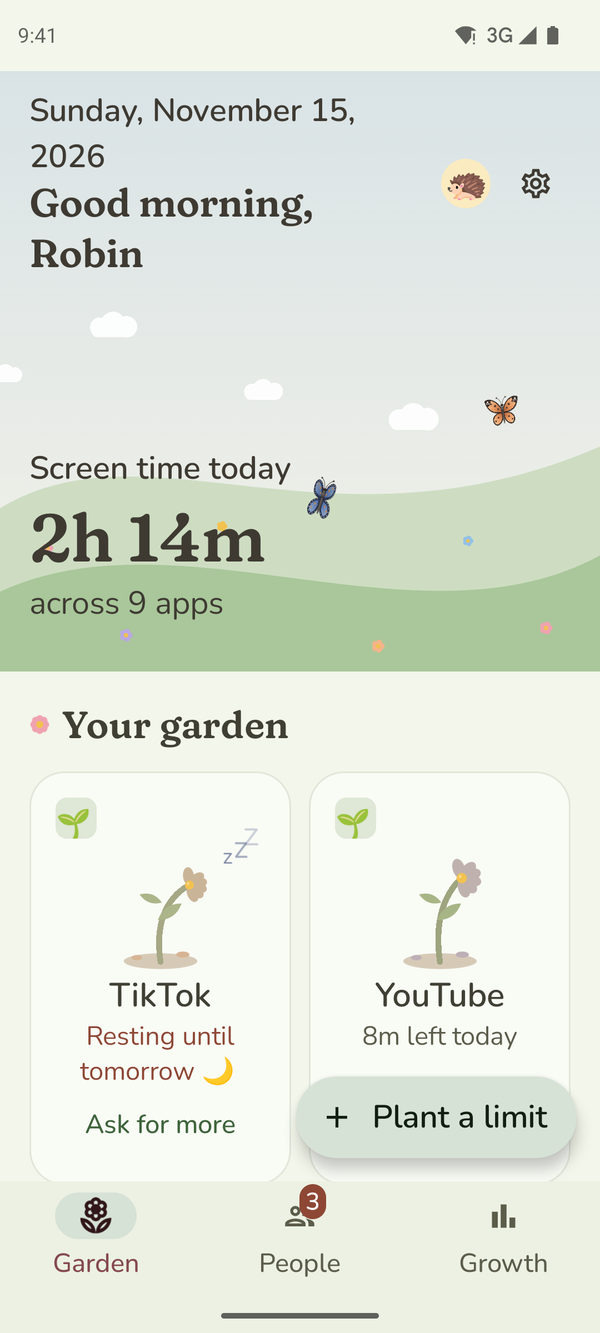 9:41
3G
Sunday, November 15,
2026
Good morning,
Robin
Screen time today
2h 14m
across 9 apps
Your garden
z z z
TikTok
Resting until
tomorrow 🌙
Ask for more
YouTube
8m left today
+ Plant a limit
Garden
3
People
Growth